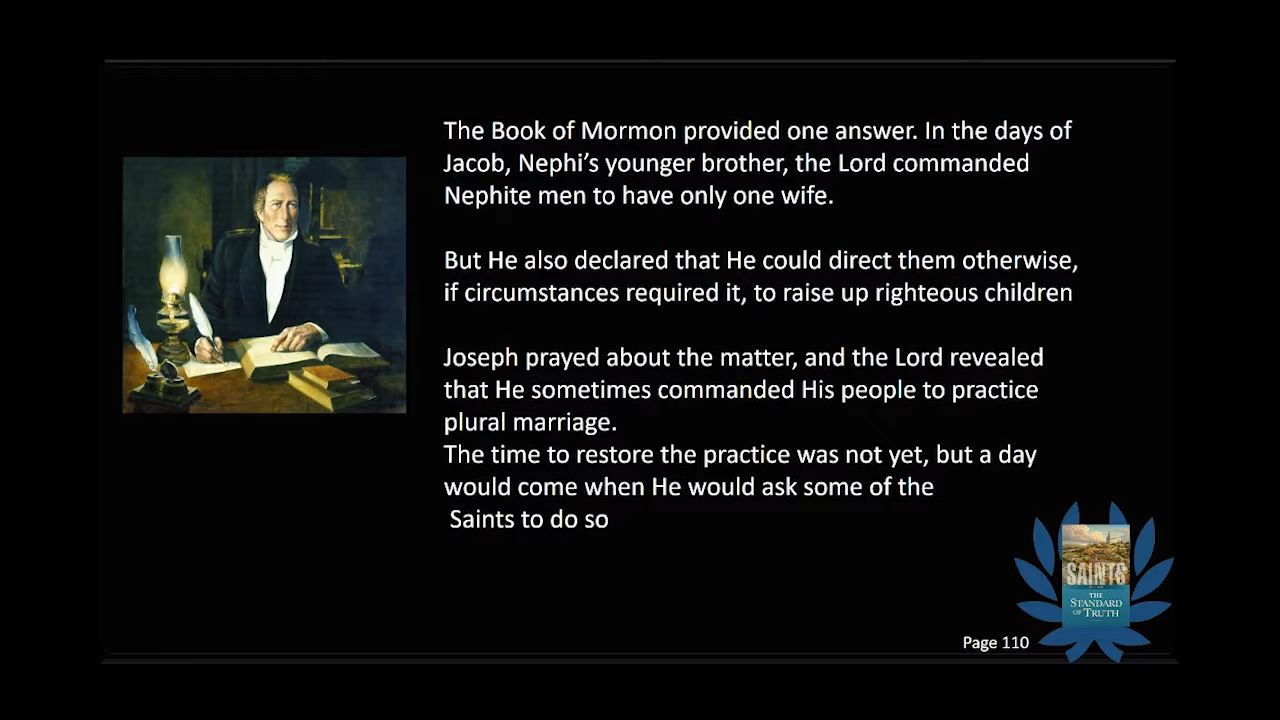 The Book of Mormon provided one answer. In the days of
Jacob, Nephi’s younger brother, the Lord commanded
Nephite men to have only one wife.
But He also declared that He could direct them otherwise,
if circumstances required it, to raise up righteous children
Joseph prayed about the matter, and the Lord revealed
that He sometimes commanded His people to practice
plural marriage.
The time to restore the practice was not yet, but a day
would come when He would ask some of the
Saints to do so
SAINTS
THE
STANDARD
OF TRUTH
Page 110